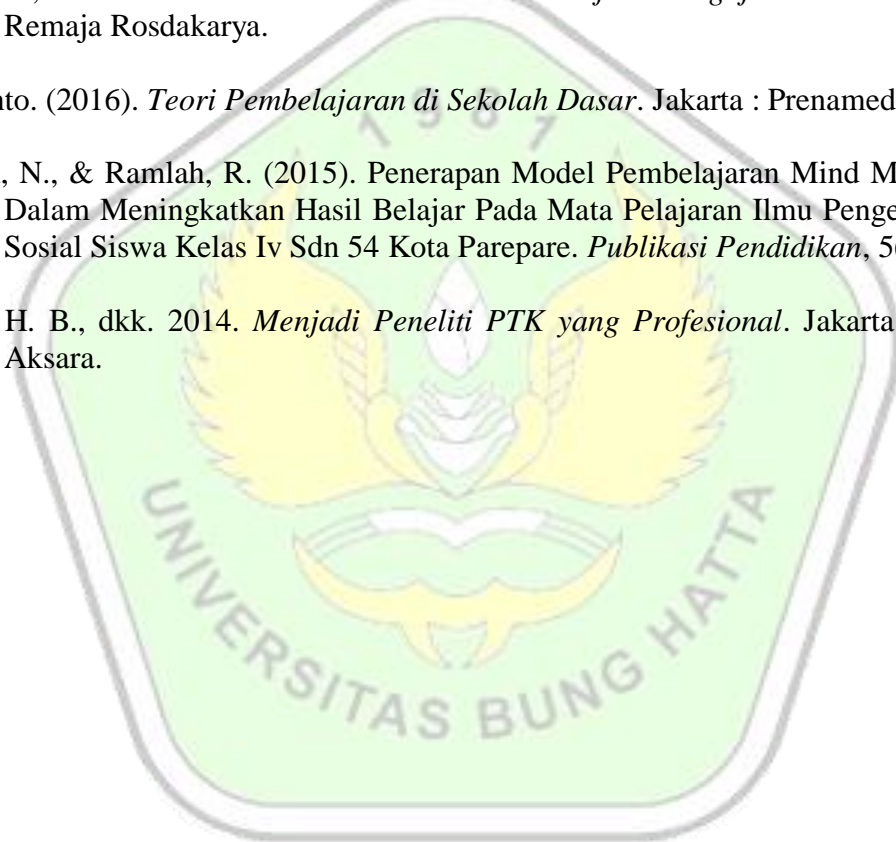 Remaja Rosdakarya.
nto. (2016). Teori Pembelajaran di Sekolah Dasar. Jakarta : Prenamed
1981
, N., & Ramlah, R. (2015). Penerapan Model Pembelajaran Mind M
Dalam Meningkatkan Hasil Belajar Pada Mata Pelajaran Ilmu Penge
Sosial Siswa Kelas Iv Sdn 54 Kota Parepare. Publikasi Pendidikan, 5
H. B., dkk. 2014. Menjadi Peneliti PTK yang Profesional. Jakarta
Aksara.
UNIVERSITAS BUNG HATTA